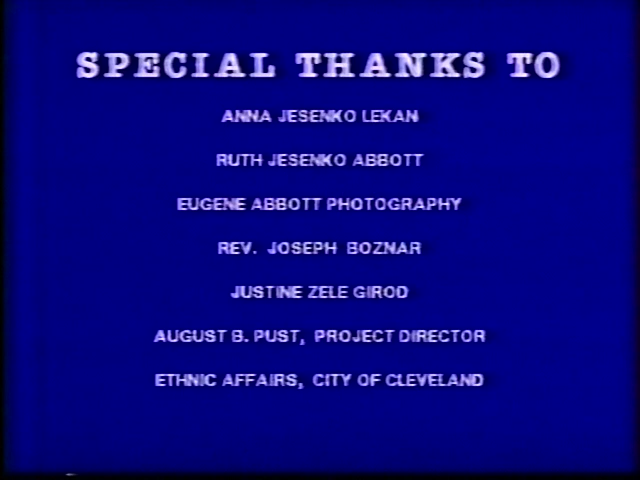 SPECIAL THANKS TO
ANNA JESENKO LEKAN
RUTH JESENKO ABBOTT
EUGENE ABBOTT PHOTOGRAPHY
REV. JOSEPH BOZNAR
JUSTINE ZELE GIROD
AUGUST B. PUST, PROJECT DIRECTOR
ETHNIC AFFAIRS, CITY OF CLEVELAND